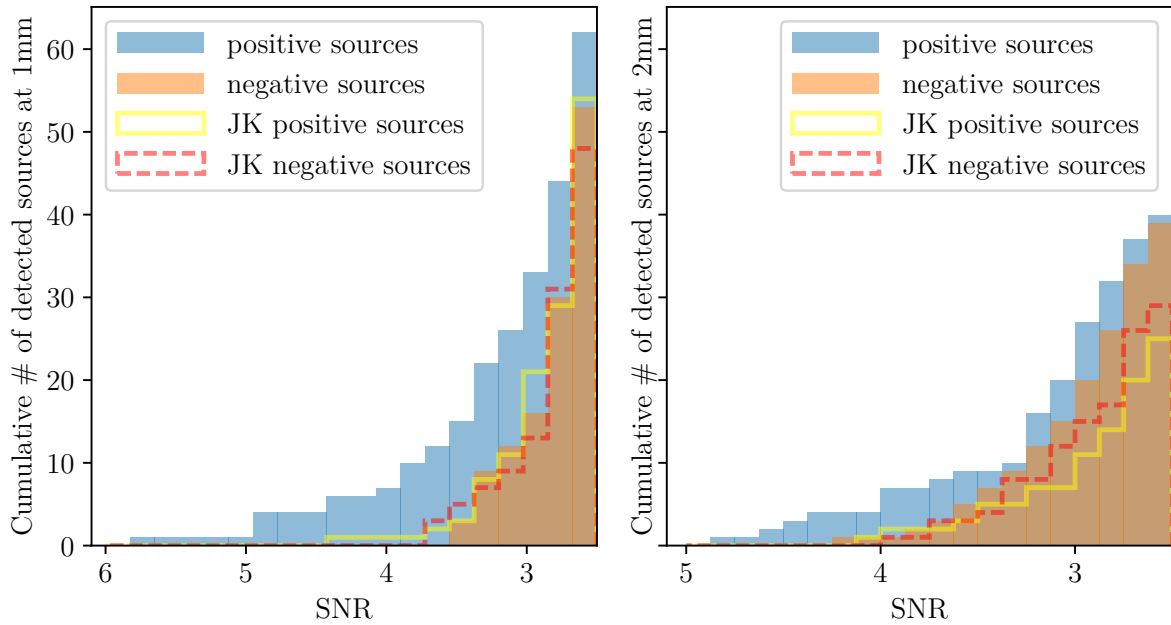 Cumulative # of detected sources at 1mm
60
50
40
30
20
10
0
positive sources
negative sources
JK positive sources
JK negative sources
6
5
4
3
SNR
Cumulative # of detected sources at 2mm
positive sources
negative sources
JK positive sources
JK negative sources
5
4
3
SNR